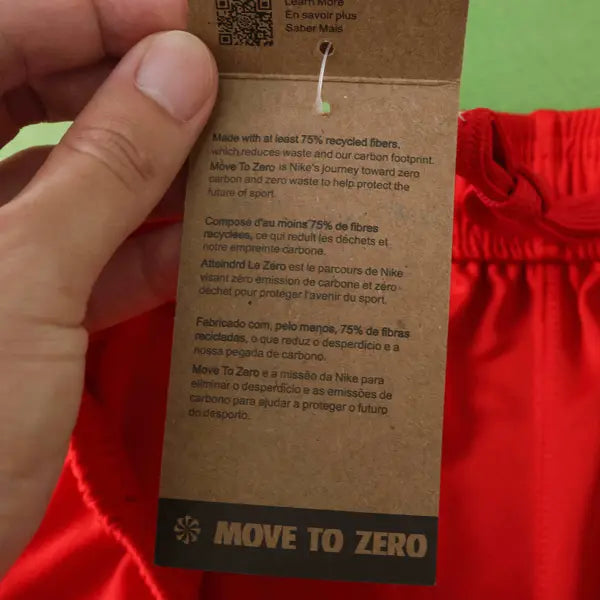 Learn More
En savoir plus
Saber Mais
Made with at least 75% recycled fibers,
which reduces waste and our carbon footprint.
Move To Zero is Nike's journey toward zero
carbon and zero waste to help protect the
future of sport.
Composé d'au moins 75% de fibres
recyclées, ce qui réduit les déchets et
notre empreinte carbone.
Atteindrd Le Zéro est le parcours de Nike
visant zéro emission de carbone et zéro
déchet pour protéger l'avenir du sport.
Fabricado com, pelo menos, 75% de fibras
recicladas, o que reduz o desperdício e a
nossa pegada de carbono.
Move To Zero e a missão da Nike para
eliminar o desperdício e as emissões de
carbono para ajudar a proteger o futuro
do desporto.
MOVE TO ZERO